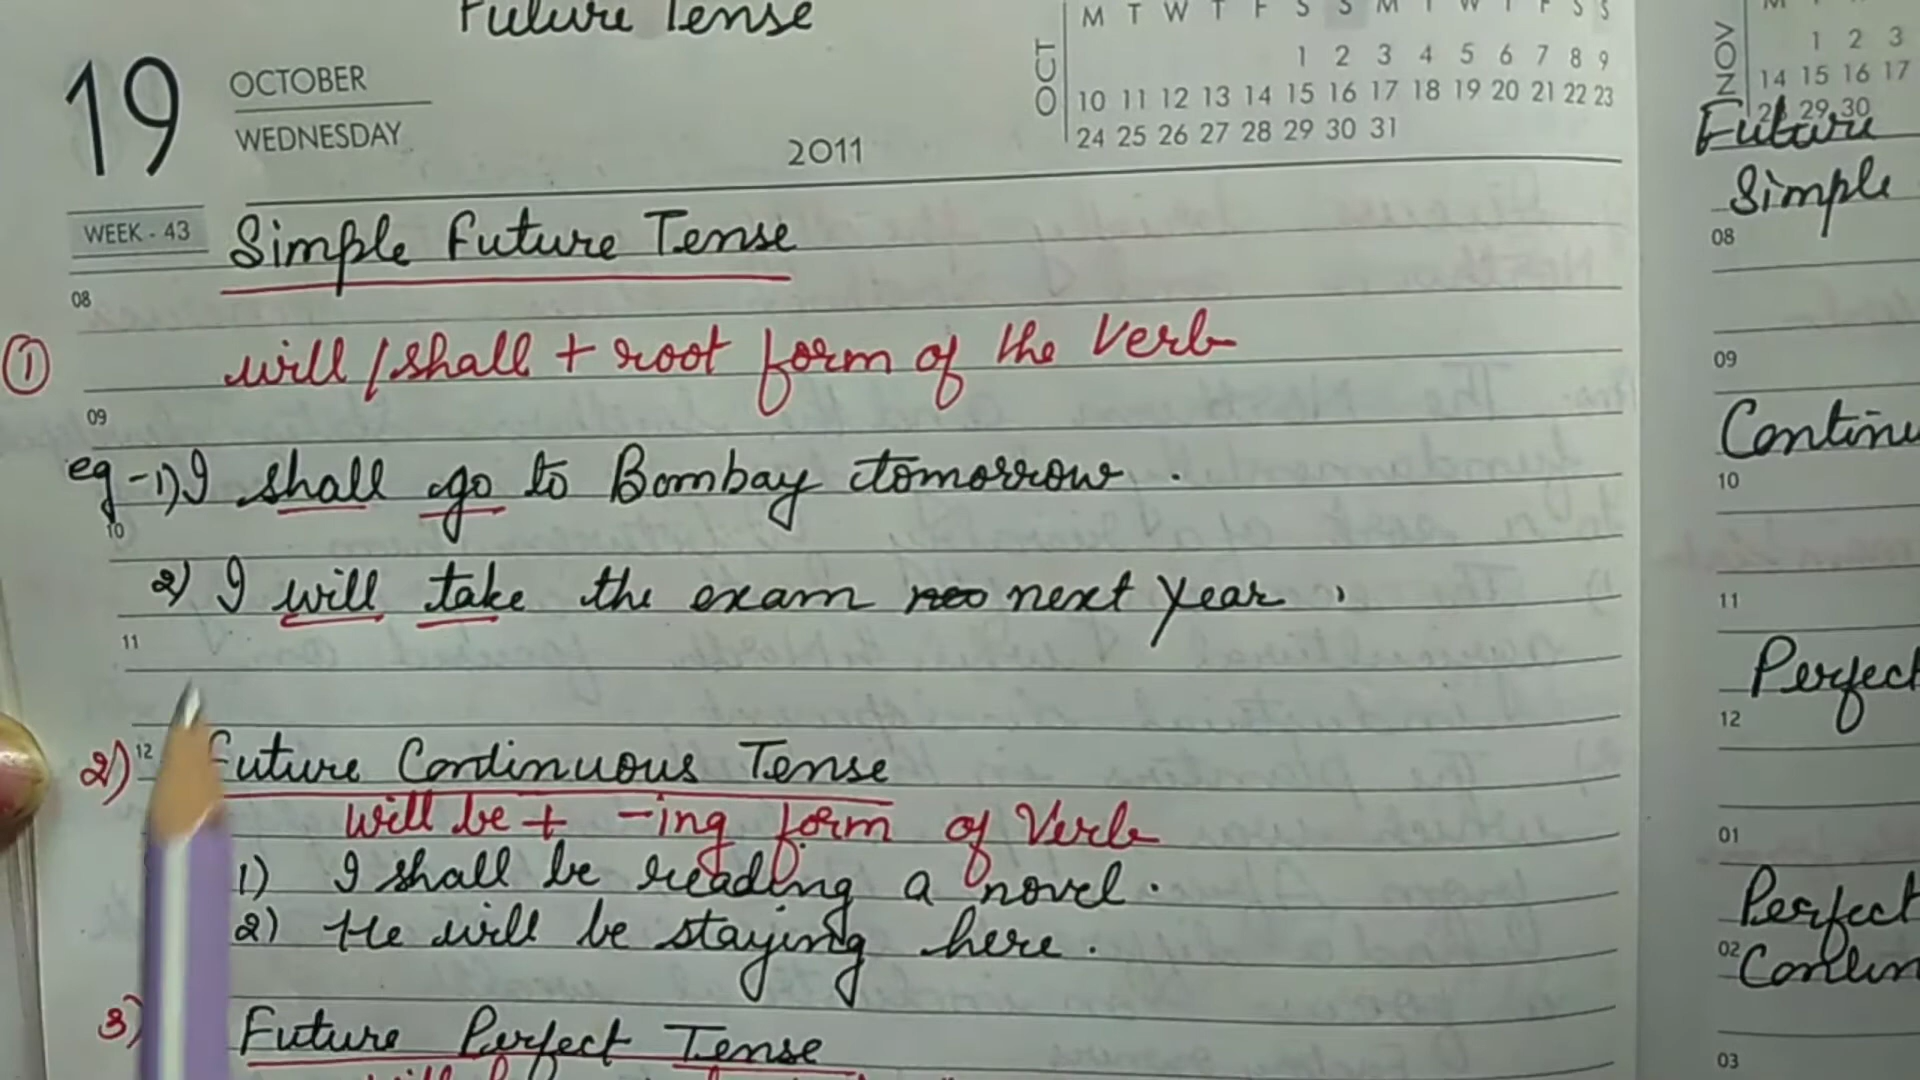 Future Tense
19 OCTOBER
WEDNESDAY
2011
OCT
M T W T F S S M T W T F S S
1 2 3 4 5 6 7 8 9
10 11 12 13 14 15 16 17 18 19 20 21 22 23
24 25 26 27 28 29 30 31
WEEK - 43
Simple Future Tense
08
① will / shall + root form of the Verb
09
eg - 1) I shall go to Bombay tomorrow .
10
2) I will take the exam next year .
11
12
2) Future Continuous Tense
will be + -ing form of Verb
1) I shall be reading a novel .
2) He will be staying here .
3) Future Perfect Tense
NOV
1 2 3
14 15 16 17
29 30
Future
Simple
08
09
10
11
12
01
Perfect
02
03